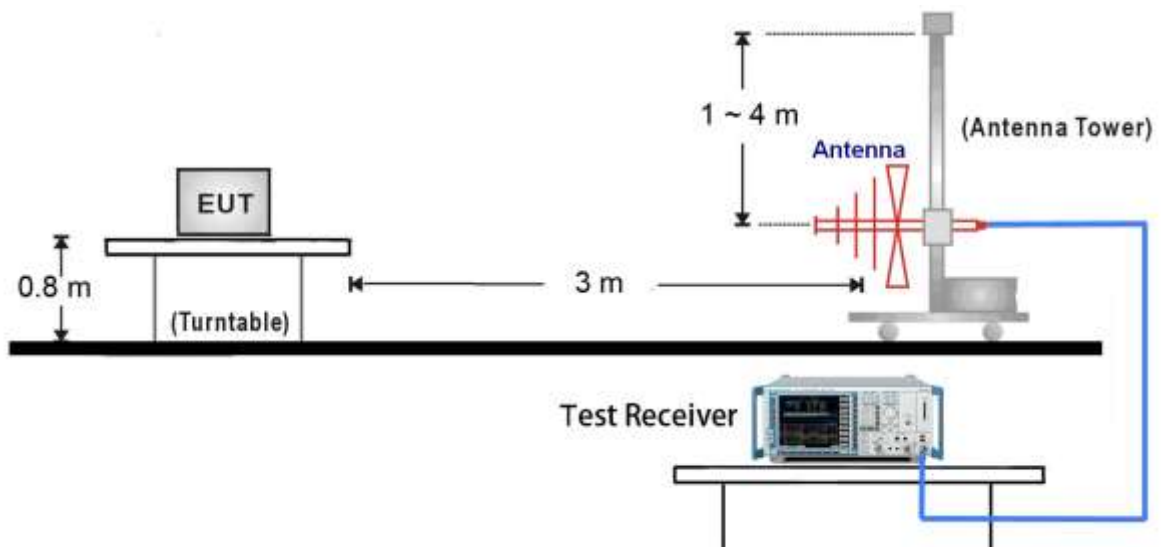 1 ~ 4 m
(Antenna Tower)
Antenna
EUT
0.8 m
3 m
(Turntable)
Test Receiver